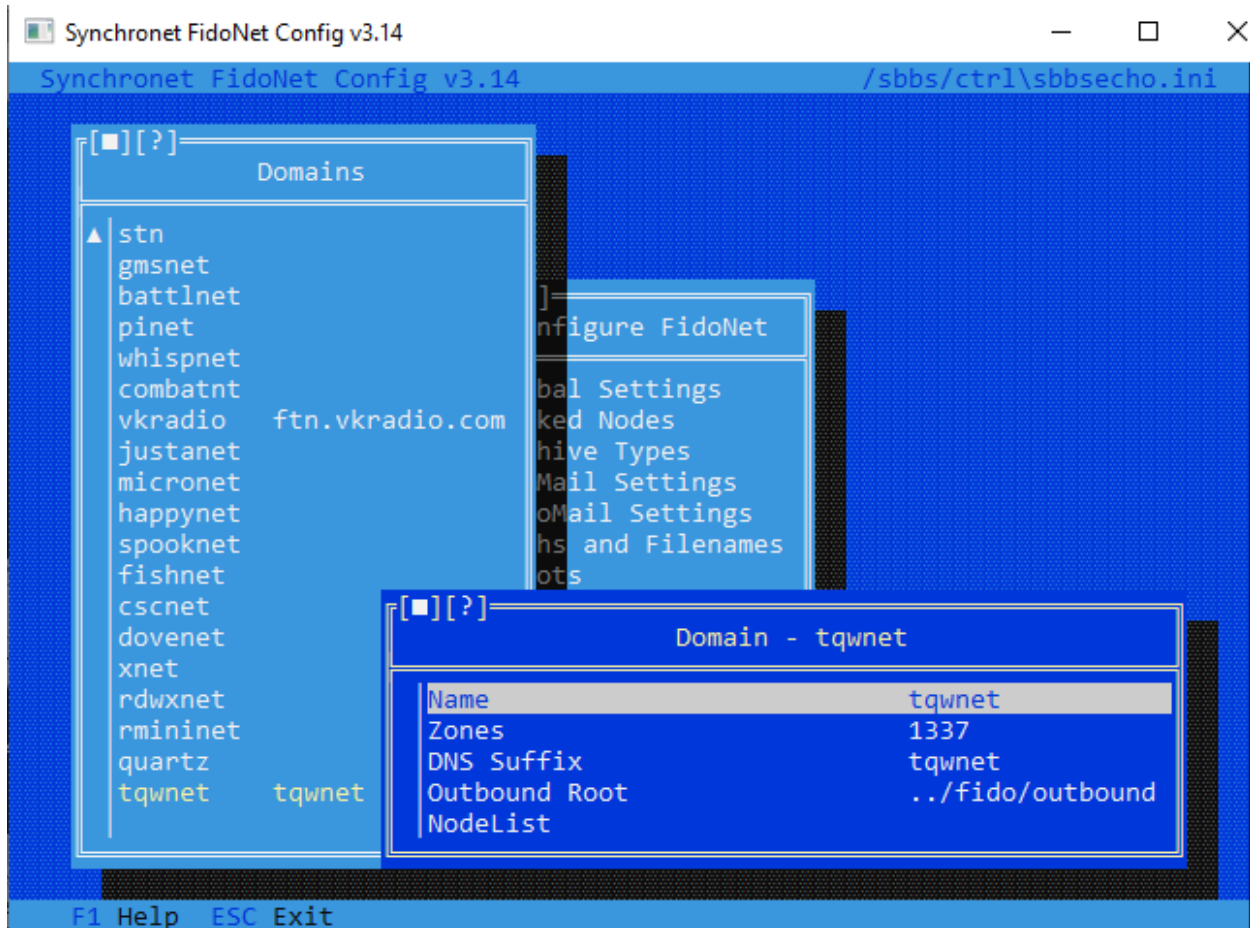 Synchronet FidoNet Config v3.14
Synchronet FidoNet Config v3.14 /sbbs/ctrl\sbbsecho.ini
[■][?]
Domains
▲ stn
gmsnet
battlnet
pinet
whispnet
combatnt
vkradio ftn.vkradio.com
justanet
micronet
happynet
spooknet
fishnet
cscnet
dovenet
xnet
rdwxnet
rmininet
quartz
tqwnet tqwnet
]
nfigure FidoNet
bal Settings
ked Nodes
hive Types
Mail Settings
oMail Settings
hs and Filenames
ots
[■][?]
Domain - tqwnet
Name tqwnet
Zones 1337
DNS Suffix tqwnet
Outbound Root ../fido/outbound
NodeList
F1 Help ESC Exit